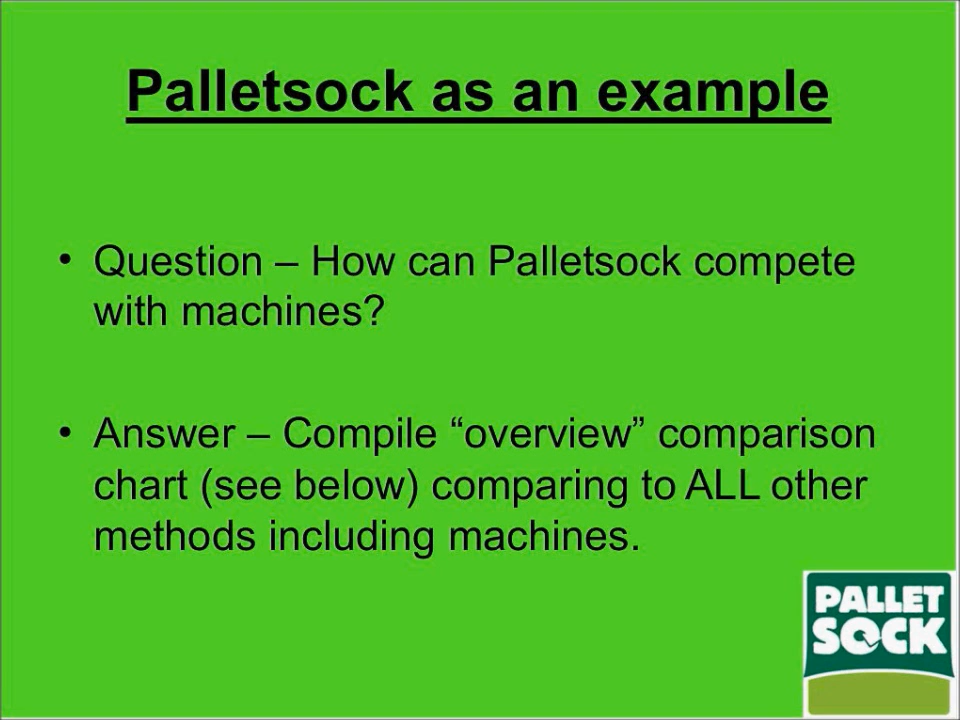 Palletsock as an example
• Question – How can Palletsock compete
with machines?
• Answer – Compile “overview” comparison
chart (see below) comparing to ALL other
methods including machines.
PALLET
SOCK